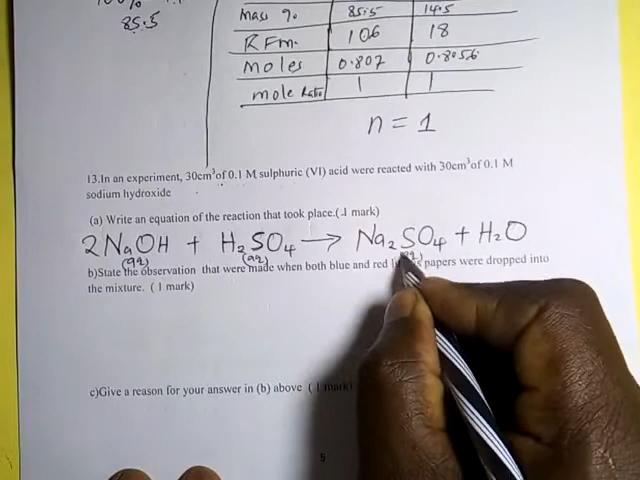 100%
85.5
mass % 85.5 14.5
RFm. 106 18
moles 0.807 0.8056
mole Ratio 1 1
n = 1
13.In an experiment, 30cm³of 0.1 M sulphuric (VI) acid were reacted with 30cm³of 0.1 M
sodium hydroxide
(a) Write an equation of the reaction that took place.(.1 mark)
2NaOH + H₂SO₄ → Na₂SO₄ + H₂O
(aq) (aq) (aq)
b)State the observation that were made when both blue and red papers were dropped into
the mixture. ( 1 mark)
c)Give a reason for your answer in (b) above ( 1 mark)
5